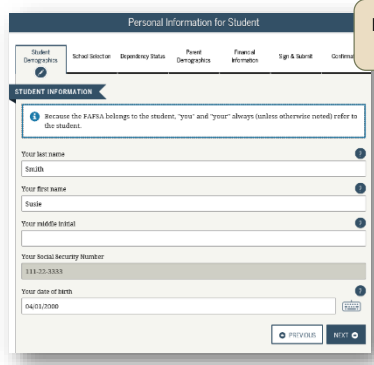 Personal Information for Student
Student Demographics
School Selection
Dependency Status
Parent Demographics
Financial Information
Sign & Submit
STUDENT INFORMATION
Because the FAFSA belongs to the student, "you" and "your" always (unless otherwise noted) refer to
the student.
Your last name
Smith
Your first name
Susie
Your middle initial
Your Social Security Number
111-22-3333
Your date of birth
04/01/2000
PREVIOUS NEXT